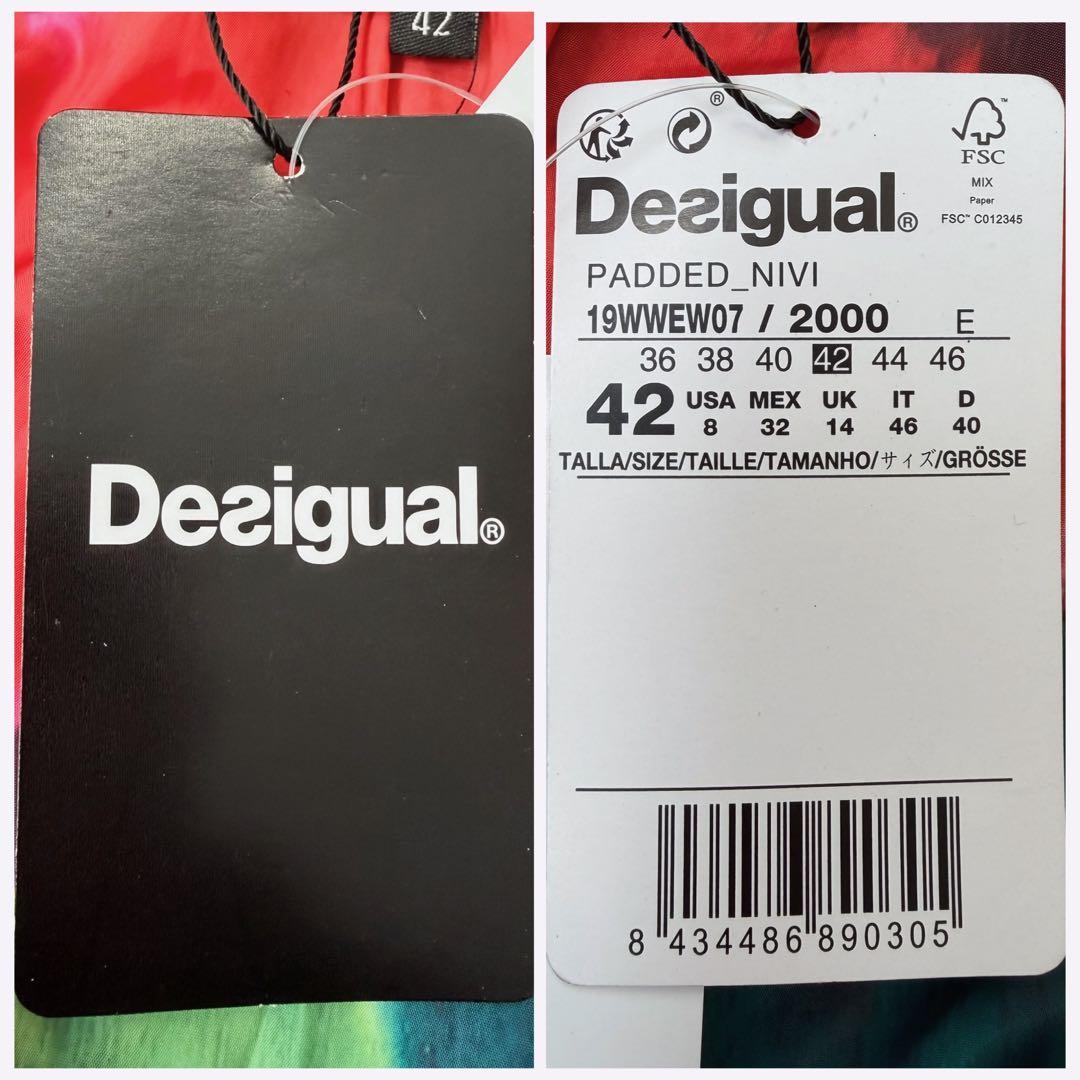 42
Desigual®
®
Desigual®
FSC™
MIX
Paper
FSC™ C012345
PADDED_NIVI
19WWEW07 / 2000 E
36 38 40 42 44 46
42 USA MEX UK IT D
8 32 14 46 40
TALLA/SIZE/TAILLE/TAMANHO/サイズ/GRÖSSE
8 434486 890305